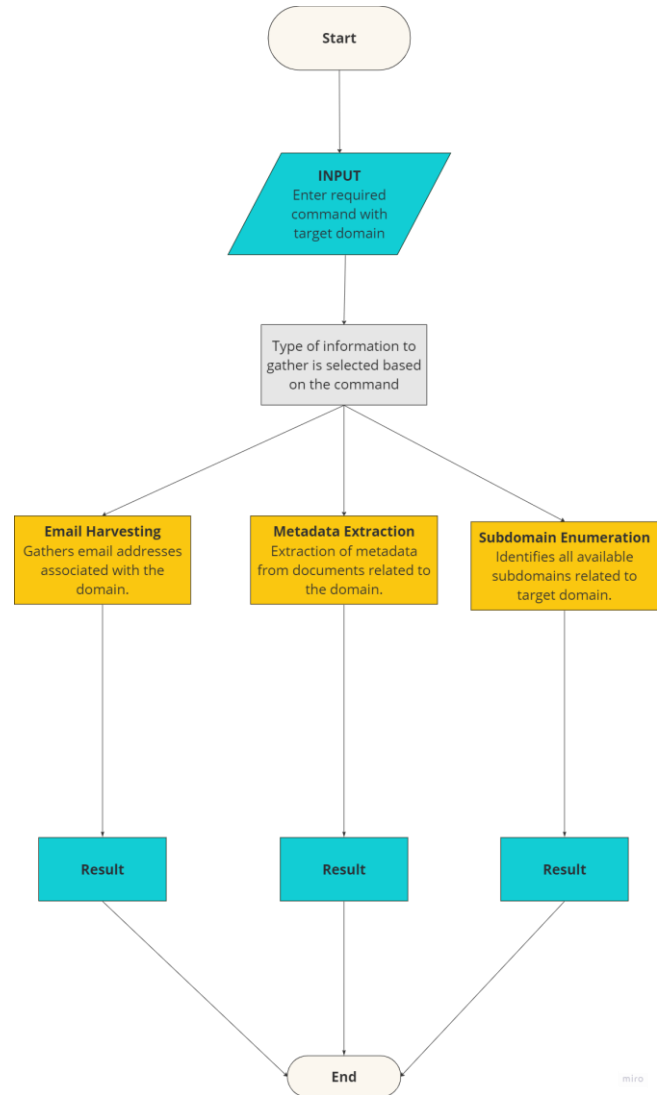 Start
INPUT
Enter required
command with
target domain
Type of information to
gather is selected based
on the command
Email Harvesting
Gathers email addresses
associated with the
domain.
Metadata Extraction
Extraction of metadata
from documents related to
the domain.
Subdomain Enumeration
Identifies all available
subdomains related to
target domain.
Result
Result
Result
End
miro